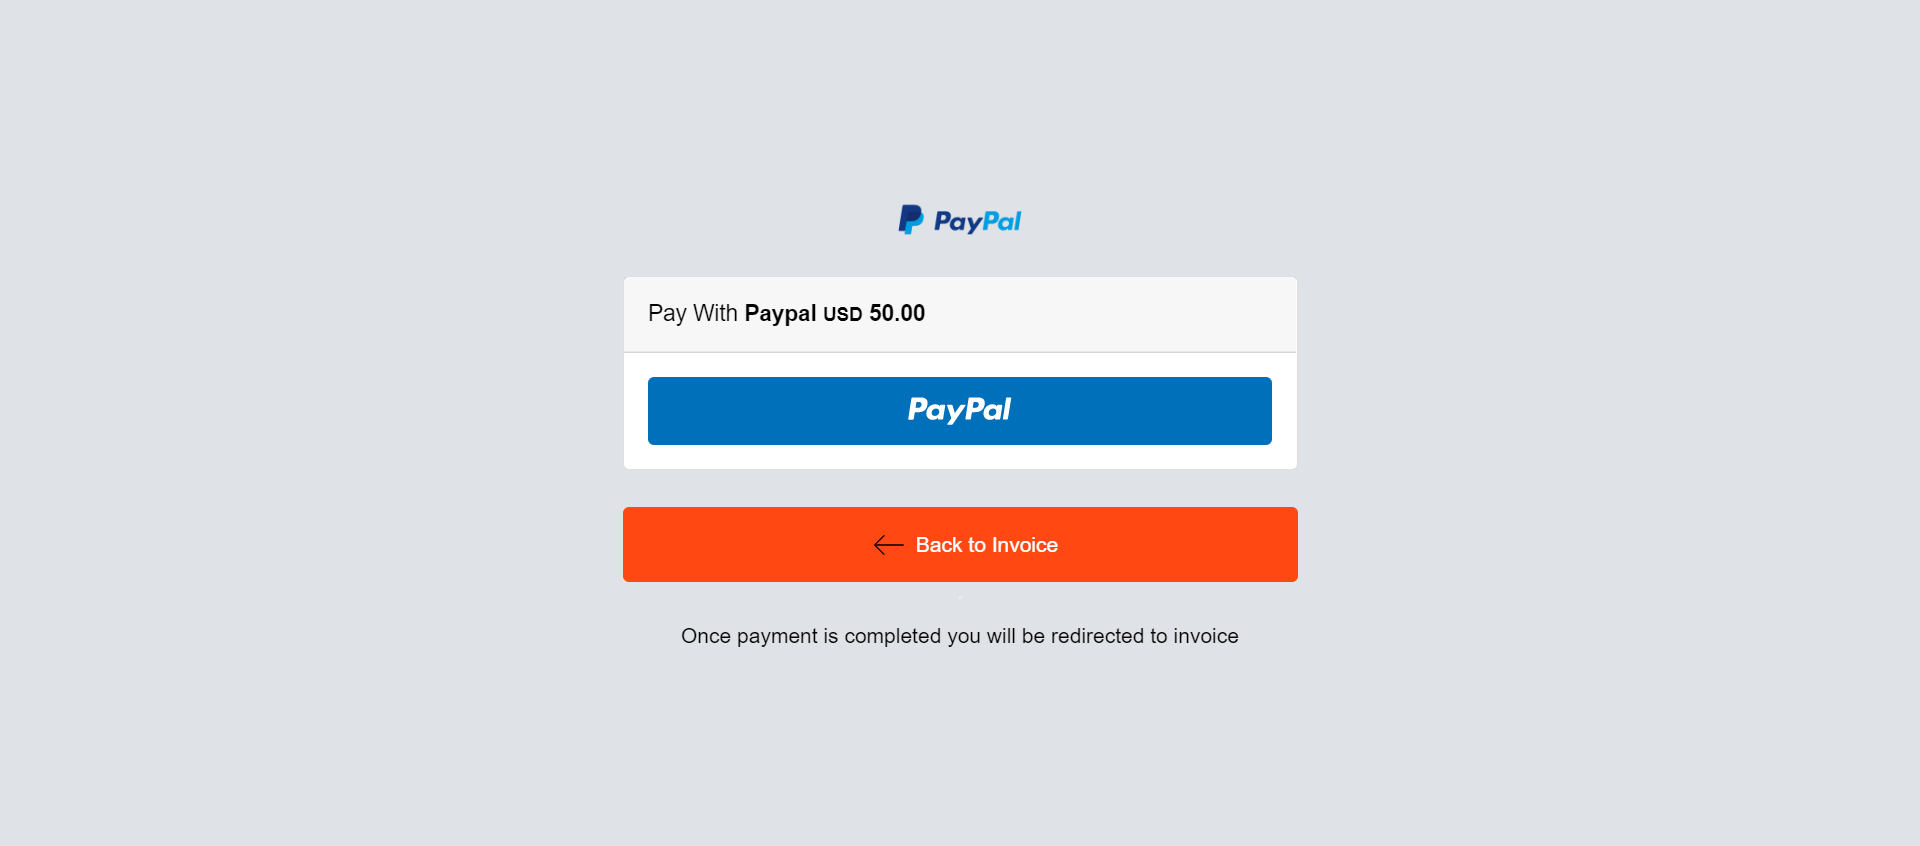 PayPal
Pay With Paypal USD 50.00
PayPal
Back to Invoice
Once payment is completed you will be redirected to invoice